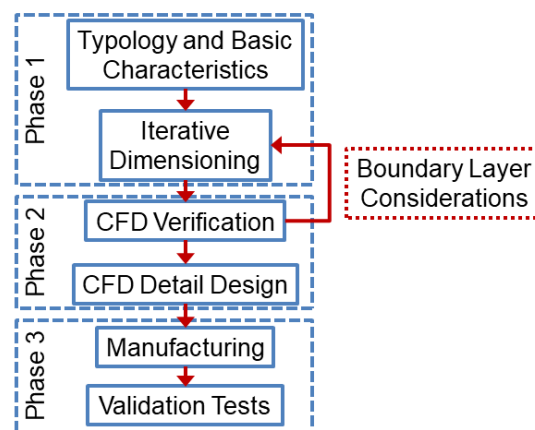 Phase 1
Typology and Basic
Characteristics
Iterative
Dimensioning
Boundary Layer
Considerations
Phase 2
CFD Verification
CFD Detail Design
Phase 3
Manufacturing
Validation Tests